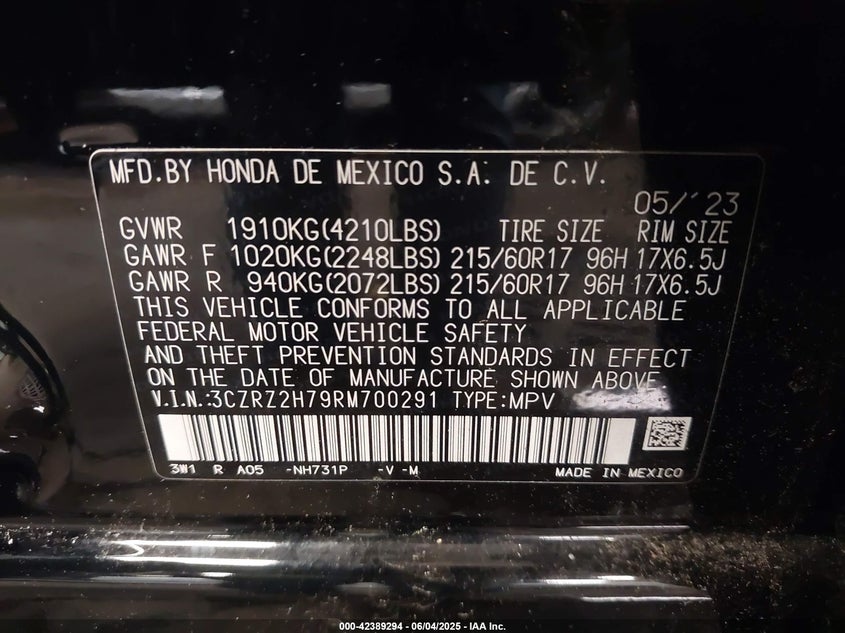 MFD.BY HONDA DE MEXICO S.A. DE C.V.
05/'23
GVWR 1910KG(4210LBS) TIRE SIZE RIM SIZE
GAWR F 1020KG(2248LBS) 215/60R17 96H 17X6.5J
GAWR R 940KG(2072LBS) 215/60R17 96H 17X6.5J
THIS VEHICLE CONFORMS TO ALL APPLICABLE
FEDERAL MOTOR VEHICLE SAFETY
AND THEFT PREVENTION STANDARDS IN EFFECT
ON THE DATE OF MANUFACTURE SHOWN ABOVE.
V.I.N.:3CZRZ2H79RM700291 TYPE:MPV
3W1 R A05 -NH731P -V -M MADE IN MEXICO
000-42389294 - 06/04/2025 - IAA Inc.